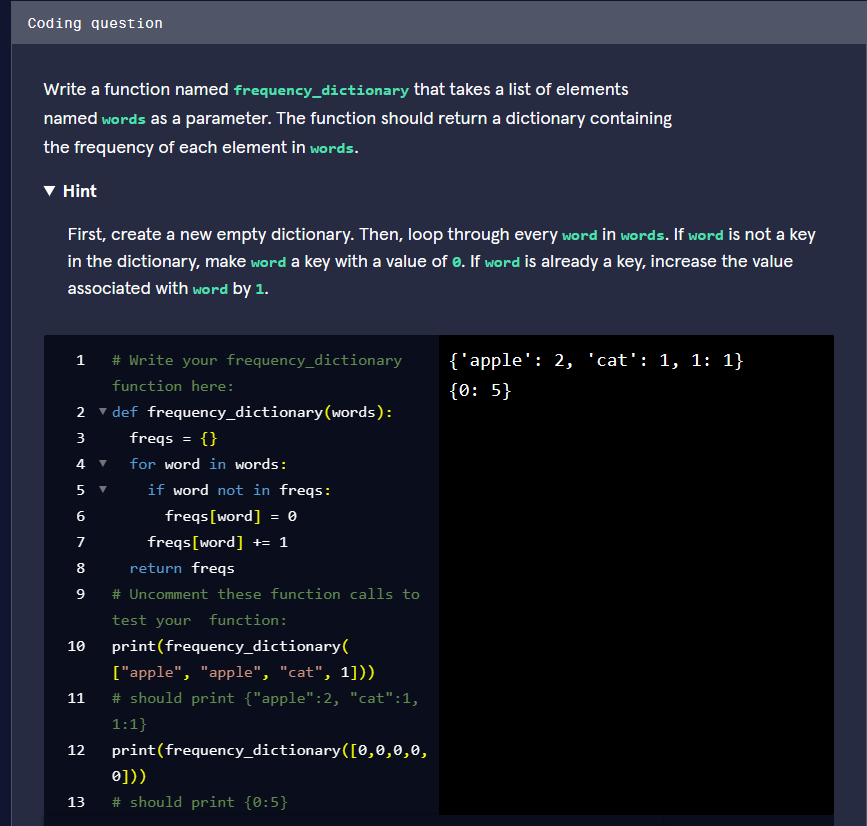 Coding question
Write a function named frequency_dictionary that takes a list of elements
named words as a parameter. The function should return a dictionary containing
the frequency of each element in words.
▼ Hint
First, create a new empty dictionary. Then, loop through every word in words. If word is not a key
in the dictionary, make word a key with a value of 0. If word is already a key, increase the value
associated with word by 1.
1 # Write your frequency_dictionary
function here:
2 def frequency_dictionary(words):
3 freqs = {}
4 for word in words:
5 if word not in freqs:
6 freqs[word] = 0
7 freqs[word] += 1
8 return freqs
9 # Uncomment these function calls to
test your  function:
10 print(frequency_dictionary(
["apple", "apple", "cat", 1]))
11 # should print {"apple":2, "cat":1,
1:1}
12 print(frequency_dictionary([0,0,0,0,
0]))
13 # should print {0:5}
{'apple': 2, 'cat': 1, 1: 1}
{0: 5}